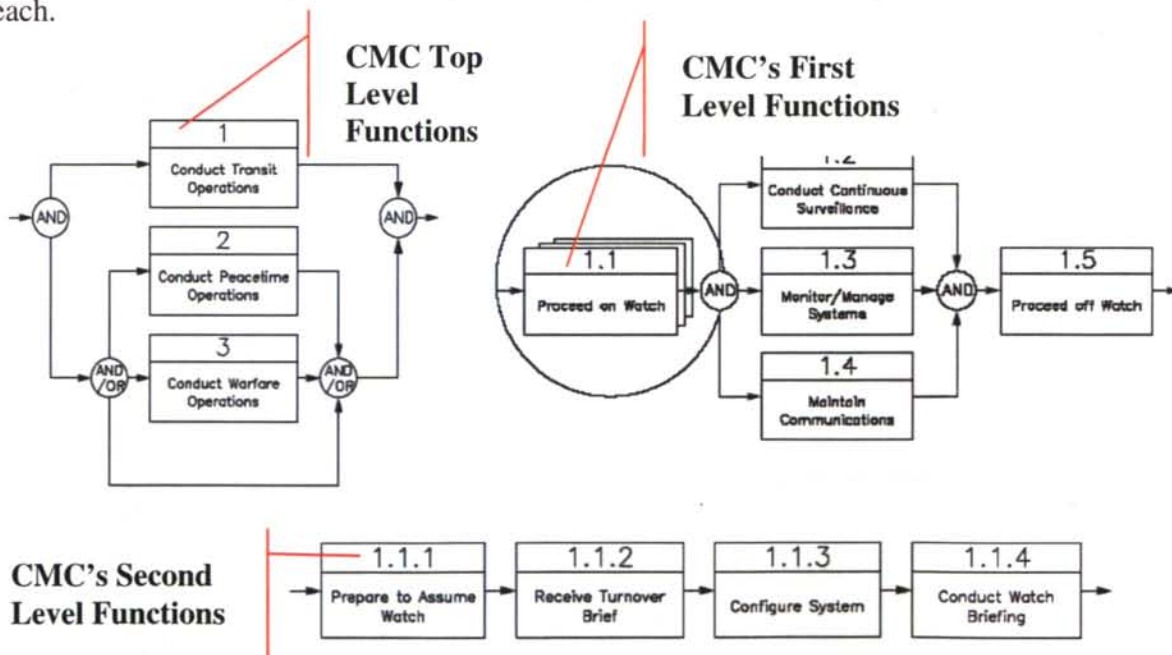 each.
CMC Top
Level
Functions
1
Conduct Transit
Operations
AND
AND
2
Conduct Peacetime
Operations
3
Conduct Warfare
Operations
AND
/OR
AND
/OR
CMC's First
Level Functions
1.1
Proceed on Watch
AND
1.2
Conduct Continuous
Surveillance
1.3
Monitor/Manage
Systems
1.4
Maintain
Communications
AND
1.5
Proceed off Watch
CMC's Second
Level Functions
1.1.1
Prepare to Assume
Watch
1.1.2
Receive Turnover
Brief
1.1.3
Configure System
1.1.4
Conduct Watch
Briefing